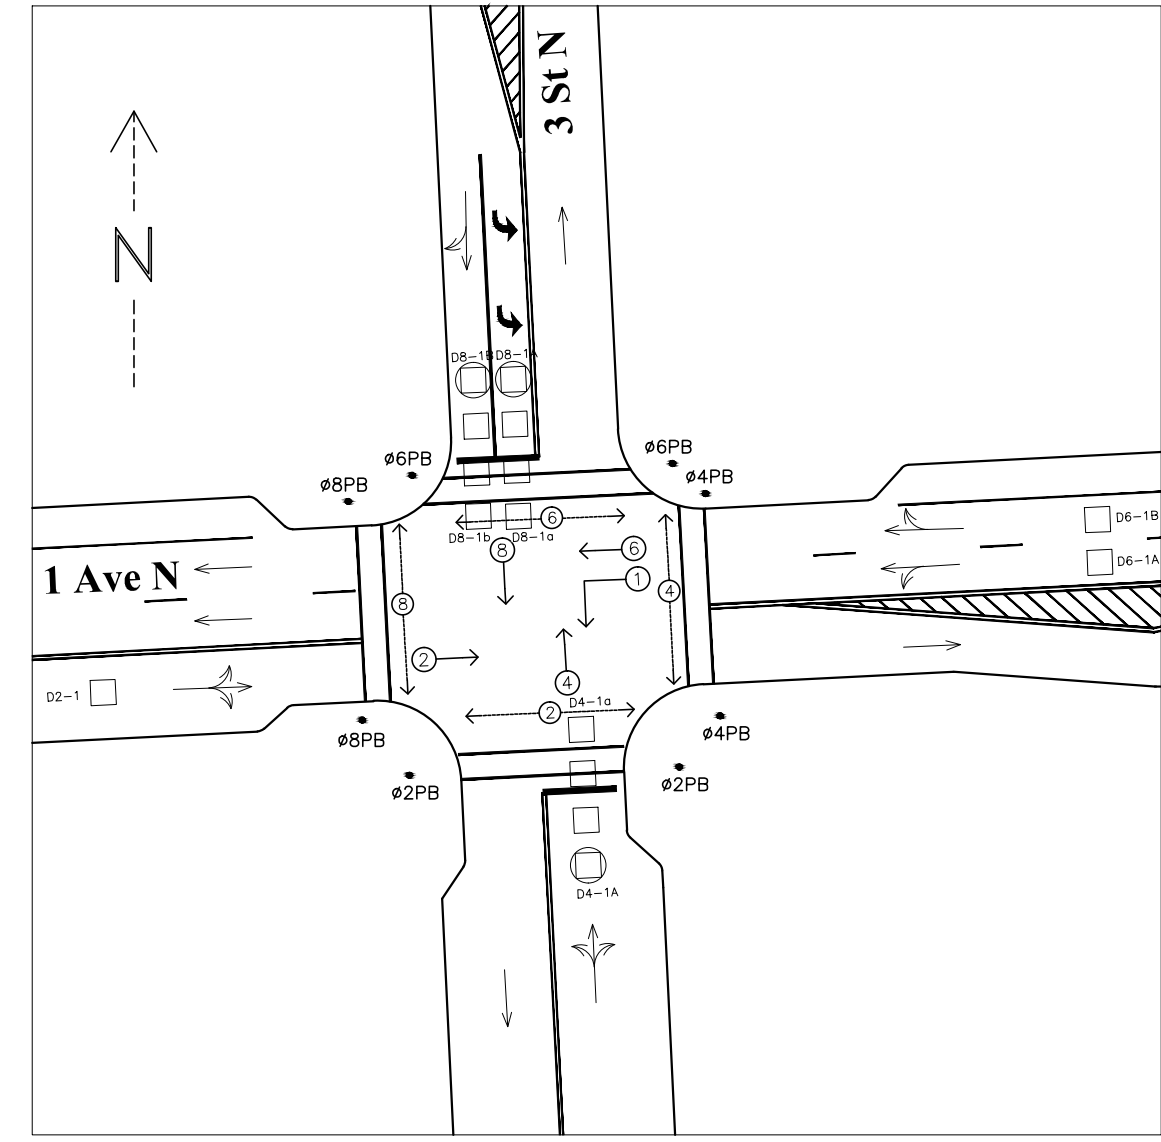 3 St N
N
D8-1B D8-1A
ø6PB
ø6PB
ø8PB
ø4PB
D8-1b D8-1a
6
8
6
1
4
8
2
4
2
D6-1B
D6-1A
1 Ave N
D2-1
D4-1a
ø8PB
ø4PB
ø2PB
ø2PB
D4-1A